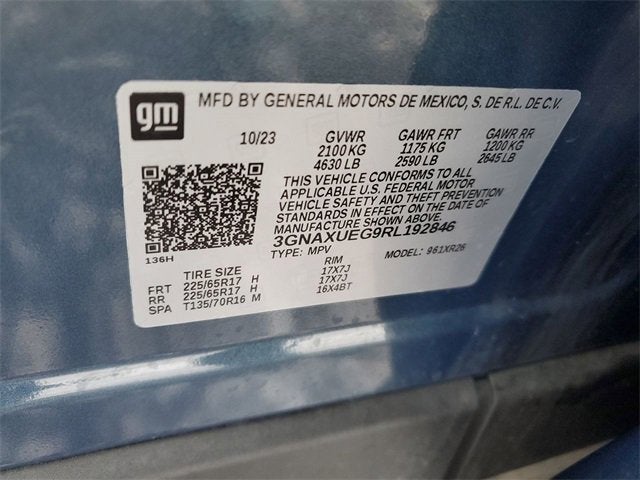 gm
MFD BY GENERAL MOTORS DE MEXICO, S. DE R.L. DE C.V.
10/23 GVWR GAWR FRT GAWR RR
2100 KG 1175 KG 1200 KG
4630 LB 2590 LB 2645 LB
THIS VEHICLE CONFORMS TO ALL
APPLICABLE U.S. FEDERAL MOTOR
VEHICLE SAFETY AND THEFT PREVENTION
STANDARDS IN EFFECT ON THE DATE OF
MANUFACTURE SHOWN ABOVE.
3GNAXUEG9RL192846
136H
TYPE: MPV MODEL: 961XR26
TIRE SIZE RIM
FRT 225/65R17 H 17X7J
RR 225/65R17 H 17X7J
SPA T135/70R16 M 16X4BT